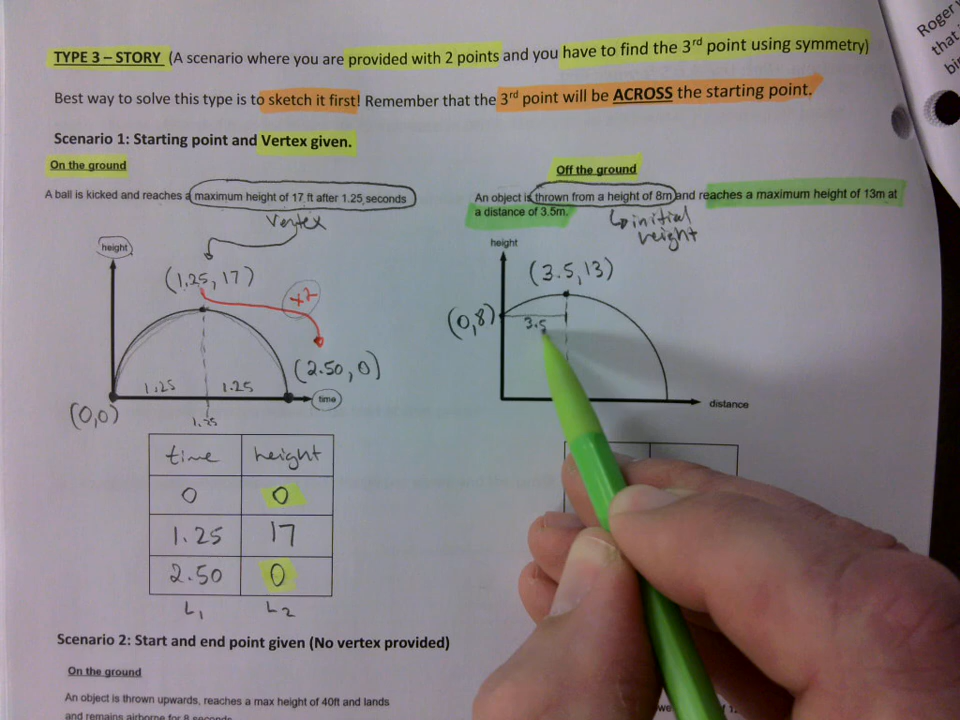 TYPE 3 – STORY (A scenario where you are provided with 2 points and you have to find the 3rd point using symmetry)
Best way to solve this type is to sketch it first! Remember that the 3rd point will be ACROSS the starting point.
Scenario 1: Starting point and Vertex given.
On the ground
A ball is kicked and reaches a maximum height of 17 ft after 1.25 seconds
Vertex
height
(1.25, 17)
x2
(2.50, 0)
1.25
1.25
time
(0,0)
1.25
time height
0 0
1.25 17
2.50 0
L1 L2
Off the ground
An object is thrown from a height of 8m and reaches a maximum height of 13m at
a distance of 3.5m.
initial
height
height
(3.5, 13)
(0,8)
3.5
distance
Scenario 2: Start and end point given (No vertex provided)
On the ground
An object is thrown upwards, reaches a max height of 40ft and lands
and remains airborne for 8 seconds
Roger
that